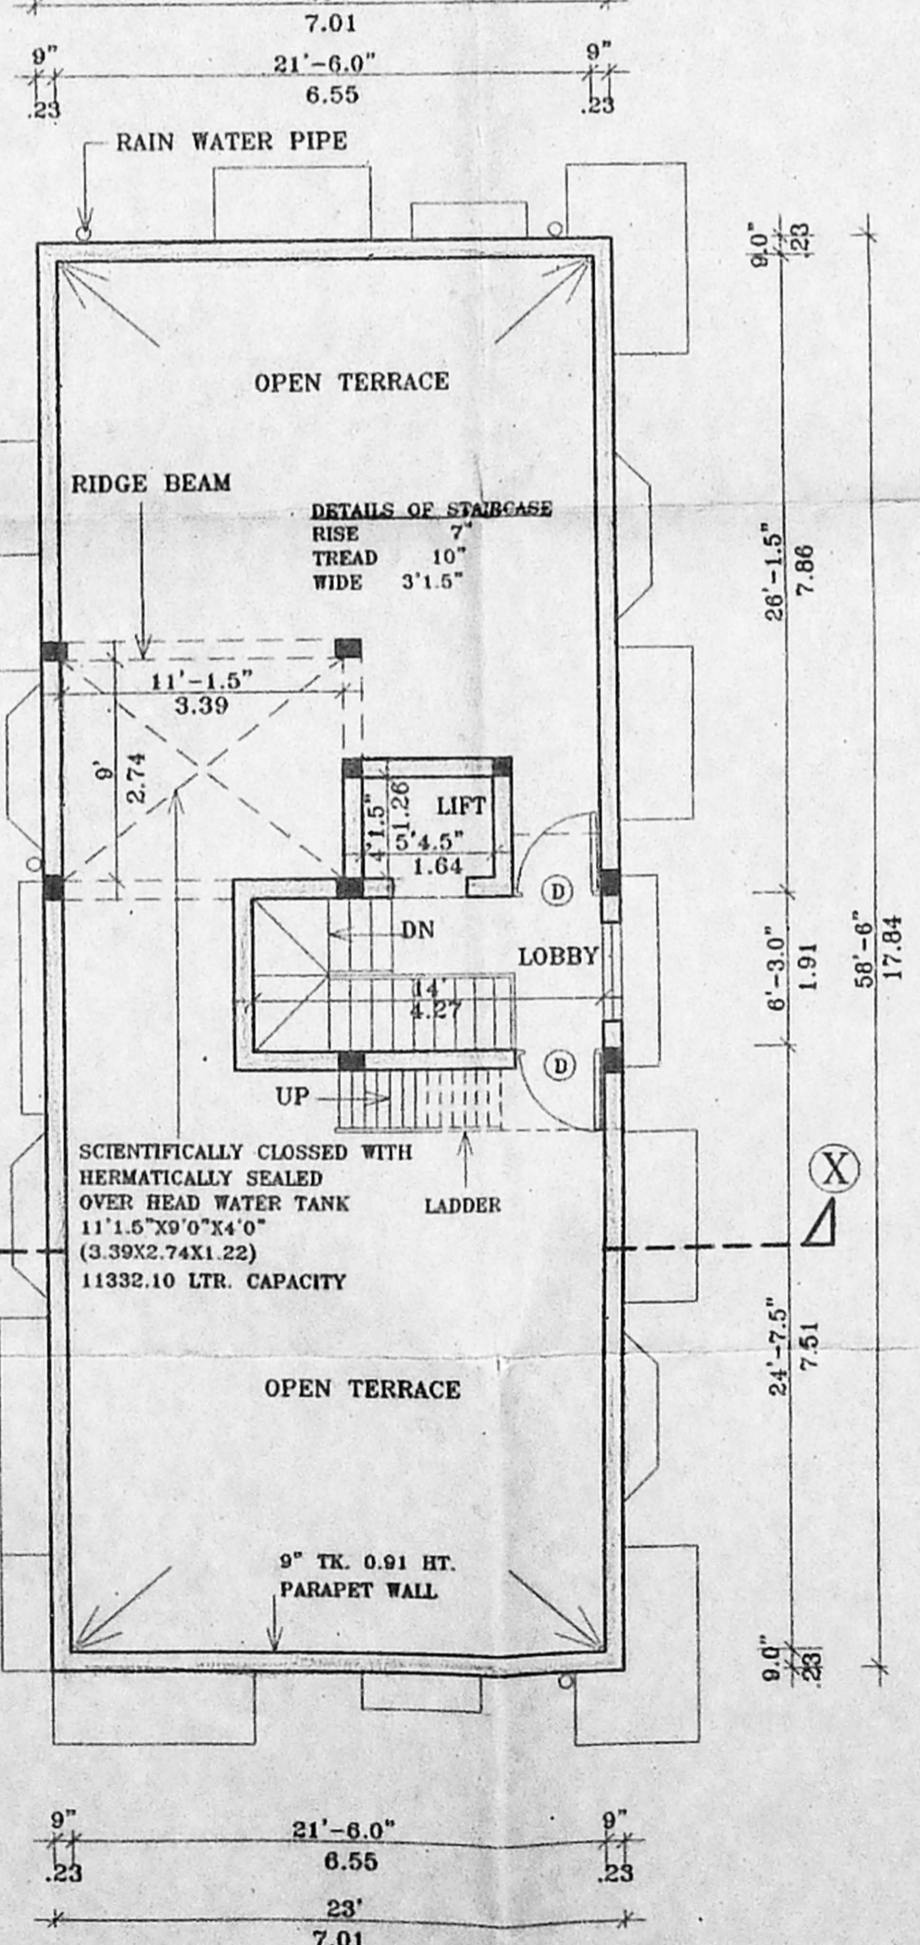 7.01
9" 21'-6.0" 9"
.23 6.55 .23
RAIN WATER PIPE
9.0"
.23
OPEN TERRACE
RIDGE BEAM
DETAILS OF STAIRCASE
RISE 7"
TREAD 10"
WIDE 3'1.5"
26'-1.5"
7.86
11'-1.5"
3.39
9'
2.74
4'1.5"
1.26
LIFT
5'4.5"
1.64
D
DN
LOBBY
14'
4.27
6'-3.0"
1.91
58'-6"
17.84
D
UP
SCIENTIFICALLY CLOSSED WITH
HERMATICALLY SEALED
OVER HEAD WATER TANK
11'1.5"X9'0"X4'0"
(3.39X2.74X1.22)
11332.10 LTR. CAPACITY
LADDER
X
24'-7.5"
7.51
OPEN TERRACE
9" TK. 0.91 HT.
PARAPET WALL
9.0"
.23
9" 21'-6.0" 9"
.23 6.55 .23
23'
7.01